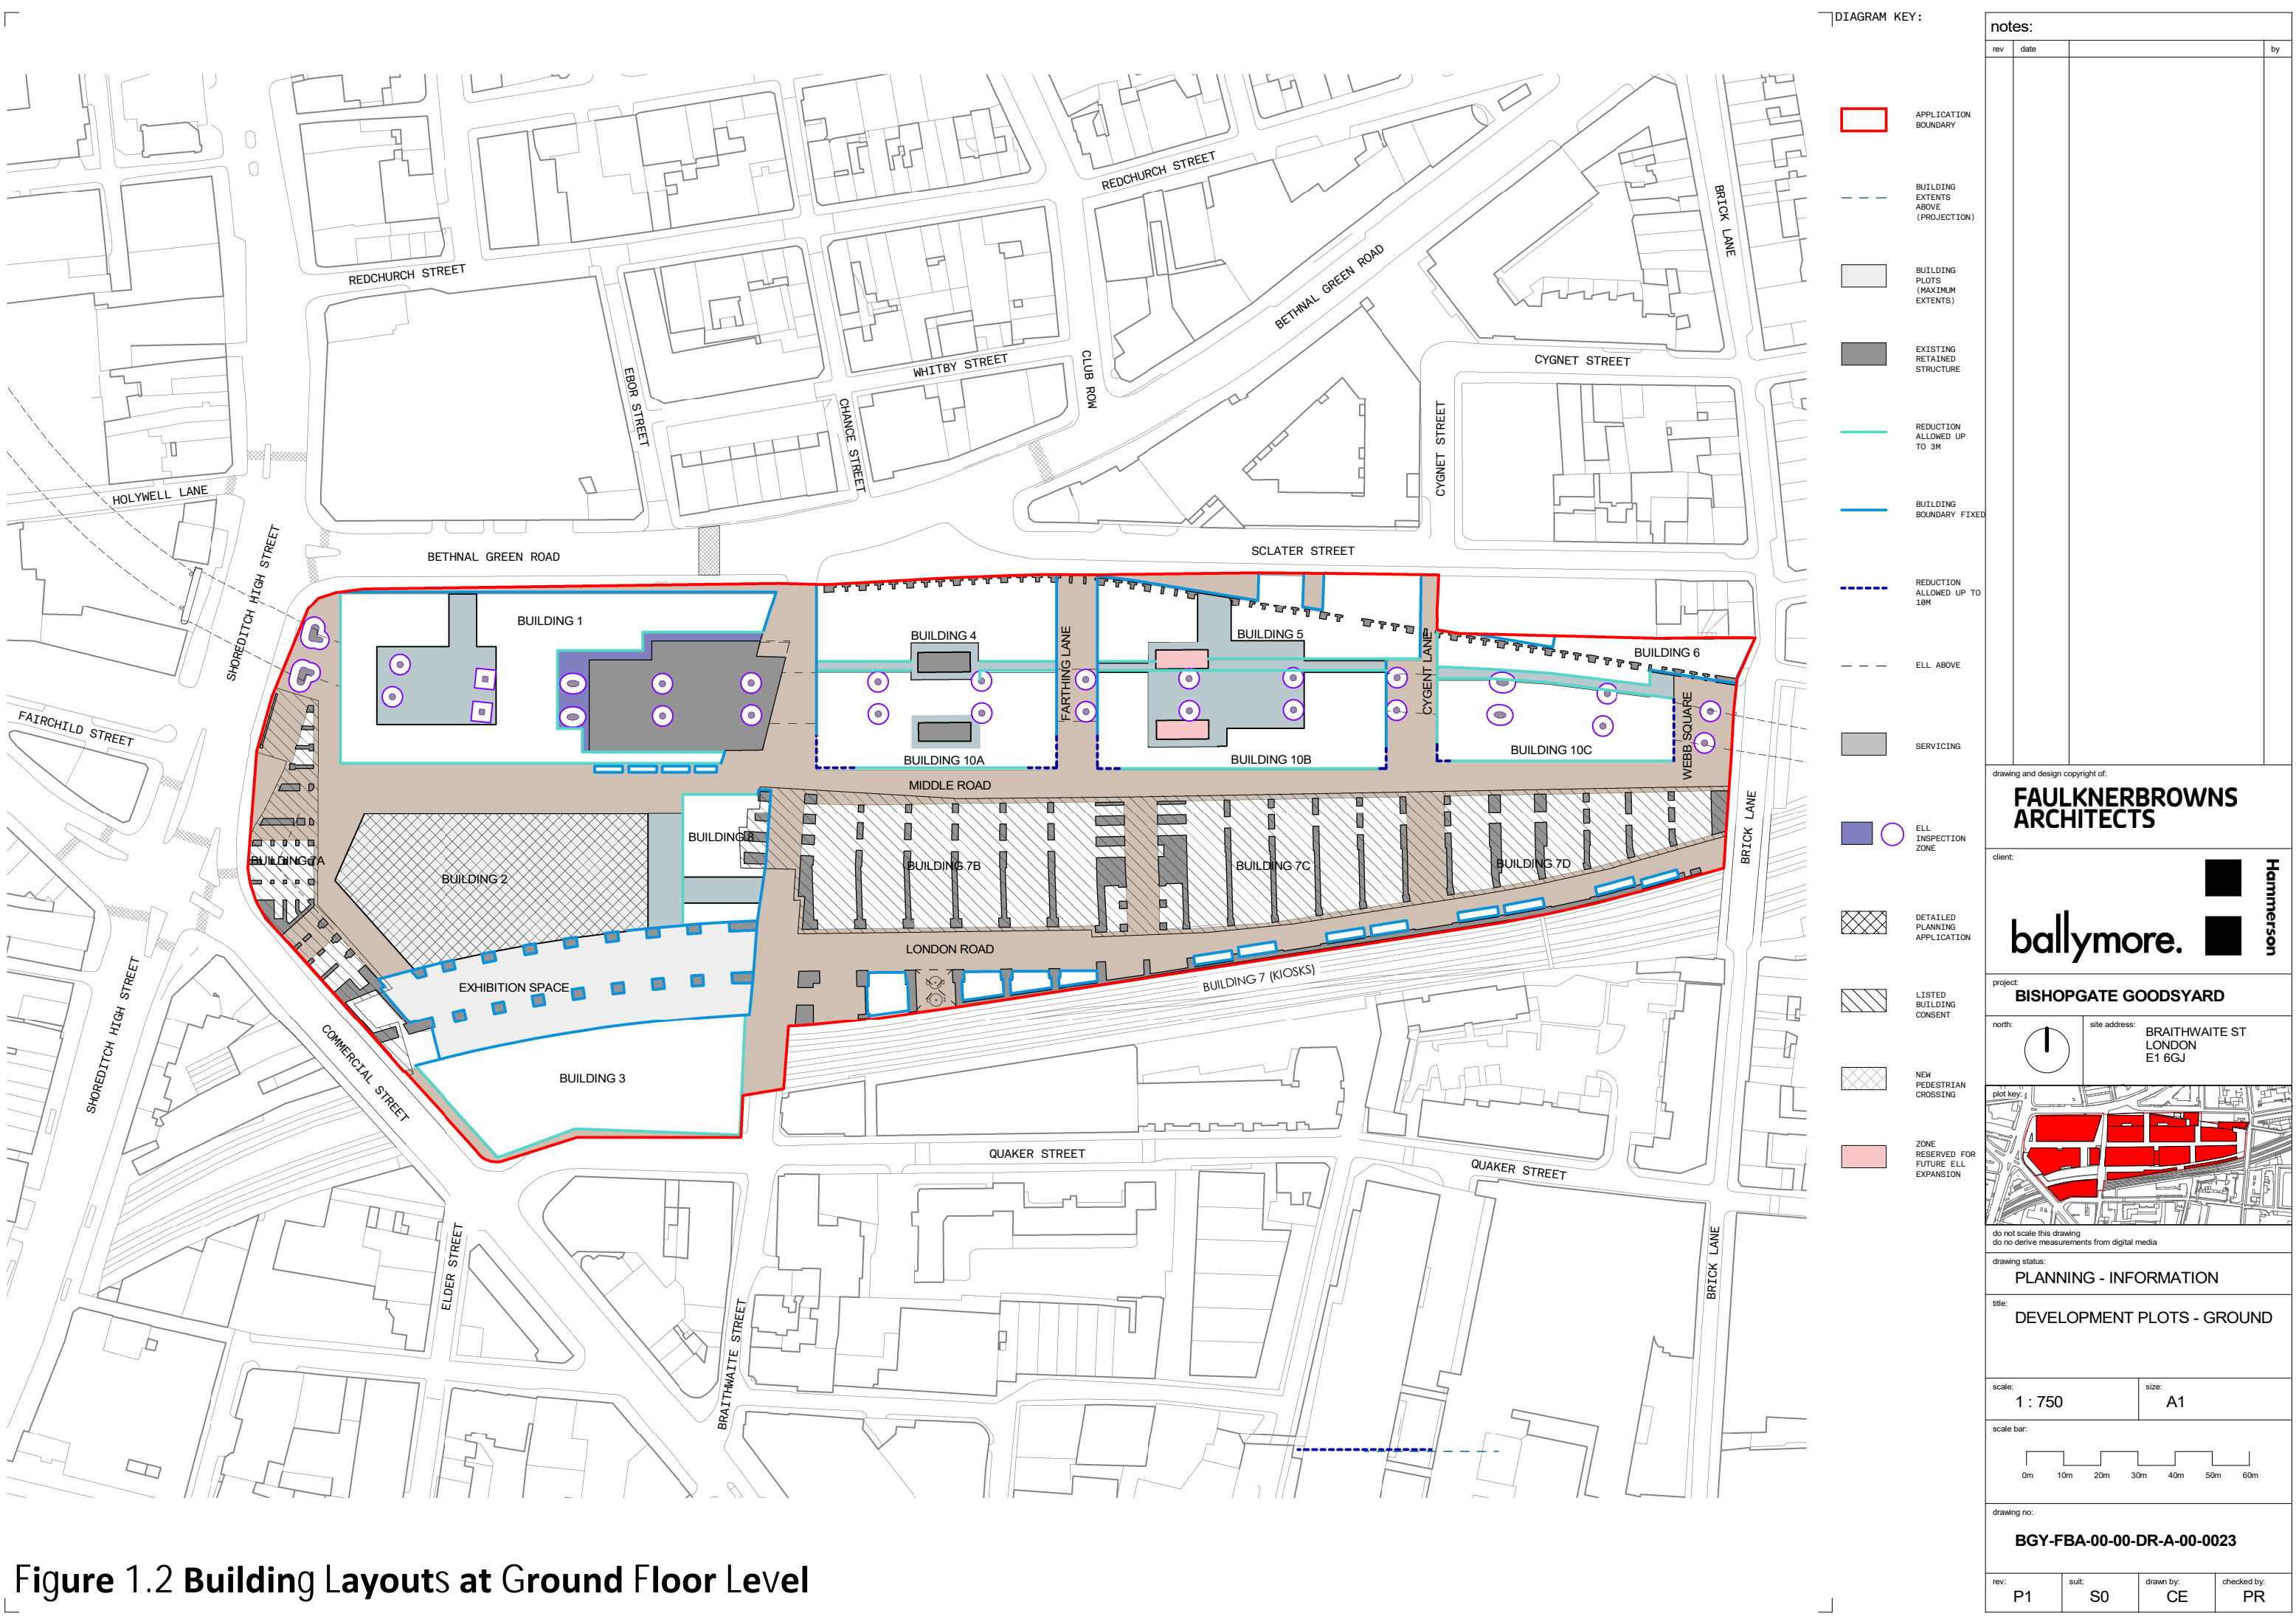 DIAGRAM KEY:
APPLICATION
BOUNDARY
BUILDING
EXTENTS
ABOVE
(PROJECTION)
BUILDING
PLOTS
(MAXIMUM
EXTENTS)
EXISTING
RETAINED
STRUCTURE
REDUCTION
ALLOWED UP
TO 3M
BUILDING
BOUNDARY FIXED
REDUCTION
ALLOWED UP TO
10M
ELL ABOVE
SERVICING
ELL
INSPECTION
ZONE
DETAILED
PLANNING
APPLICATION
LISTED
BUILDING
CONSENT
NEW
PEDESTRIAN
CROSSING
ZONE
RESERVED FOR
FUTURE ELL
EXPANSION
REDCHURCH STREET
REDCHURCH STREET
BRICK LANE
BETHNAL GREEN ROAD
EBOR STREET
WHITBY STREET
CLUB ROW
CHANCE STREET
CYGNET STREET
CYGNET STREET
HOLYWELL LANE
SHOREDITCH HIGH STREET
BETHNAL GREEN ROAD
SCLATER STREET
FAIRCHILD STREET
BUILDING 1
BUILDING 4
FARTHING LANE
BUILDING 5
CYGENT LANE
BUILDING 6
WEBB SQUARE
BUILDING 10A
BUILDING 10B
BUILDING 10C
MIDDLE ROAD
BUILDING 7A
BUILDING 2
BUILDING 8
BUILDING 7B
BUILDING 7C
BUILDING 7D
BRICK LANE
LONDON ROAD
EXHIBITION SPACE
BUILDING 7 (KIOSKS)
BUILDING 3
SHOREDITCH HIGH STREET
COMMERCIAL STREET
QUAKER STREET
QUAKER STREET
ELDER STREET
BRAITHWAITE STREET
BRICK LANE
notes:
rev date by
drawing and design copyright of:
FAULKNERBROWNS
ARCHITECTS
client:
ballymore.
Hammerson
project:
BISHOPGATE GOODSYARD
north:
site address:
BRAITHWAITE ST
LONDON
E1 6GJ
plot key:
do not scale this drawing
do no derive measurements from digital media
drawing status:
PLANNING - INFORMATION
title:
DEVELOPMENT PLOTS - GROUND
scale:
1 : 750
size:
A1
scale bar:
0m 10m 20m 30m 40m 50m 60m
drawing no:
BGY-FBA-00-00-DR-A-00-0023
rev: suit: drawn by: checked by:
P1 S0 CE PR
Figure 1.2 Building Layouts at Ground Floor Level